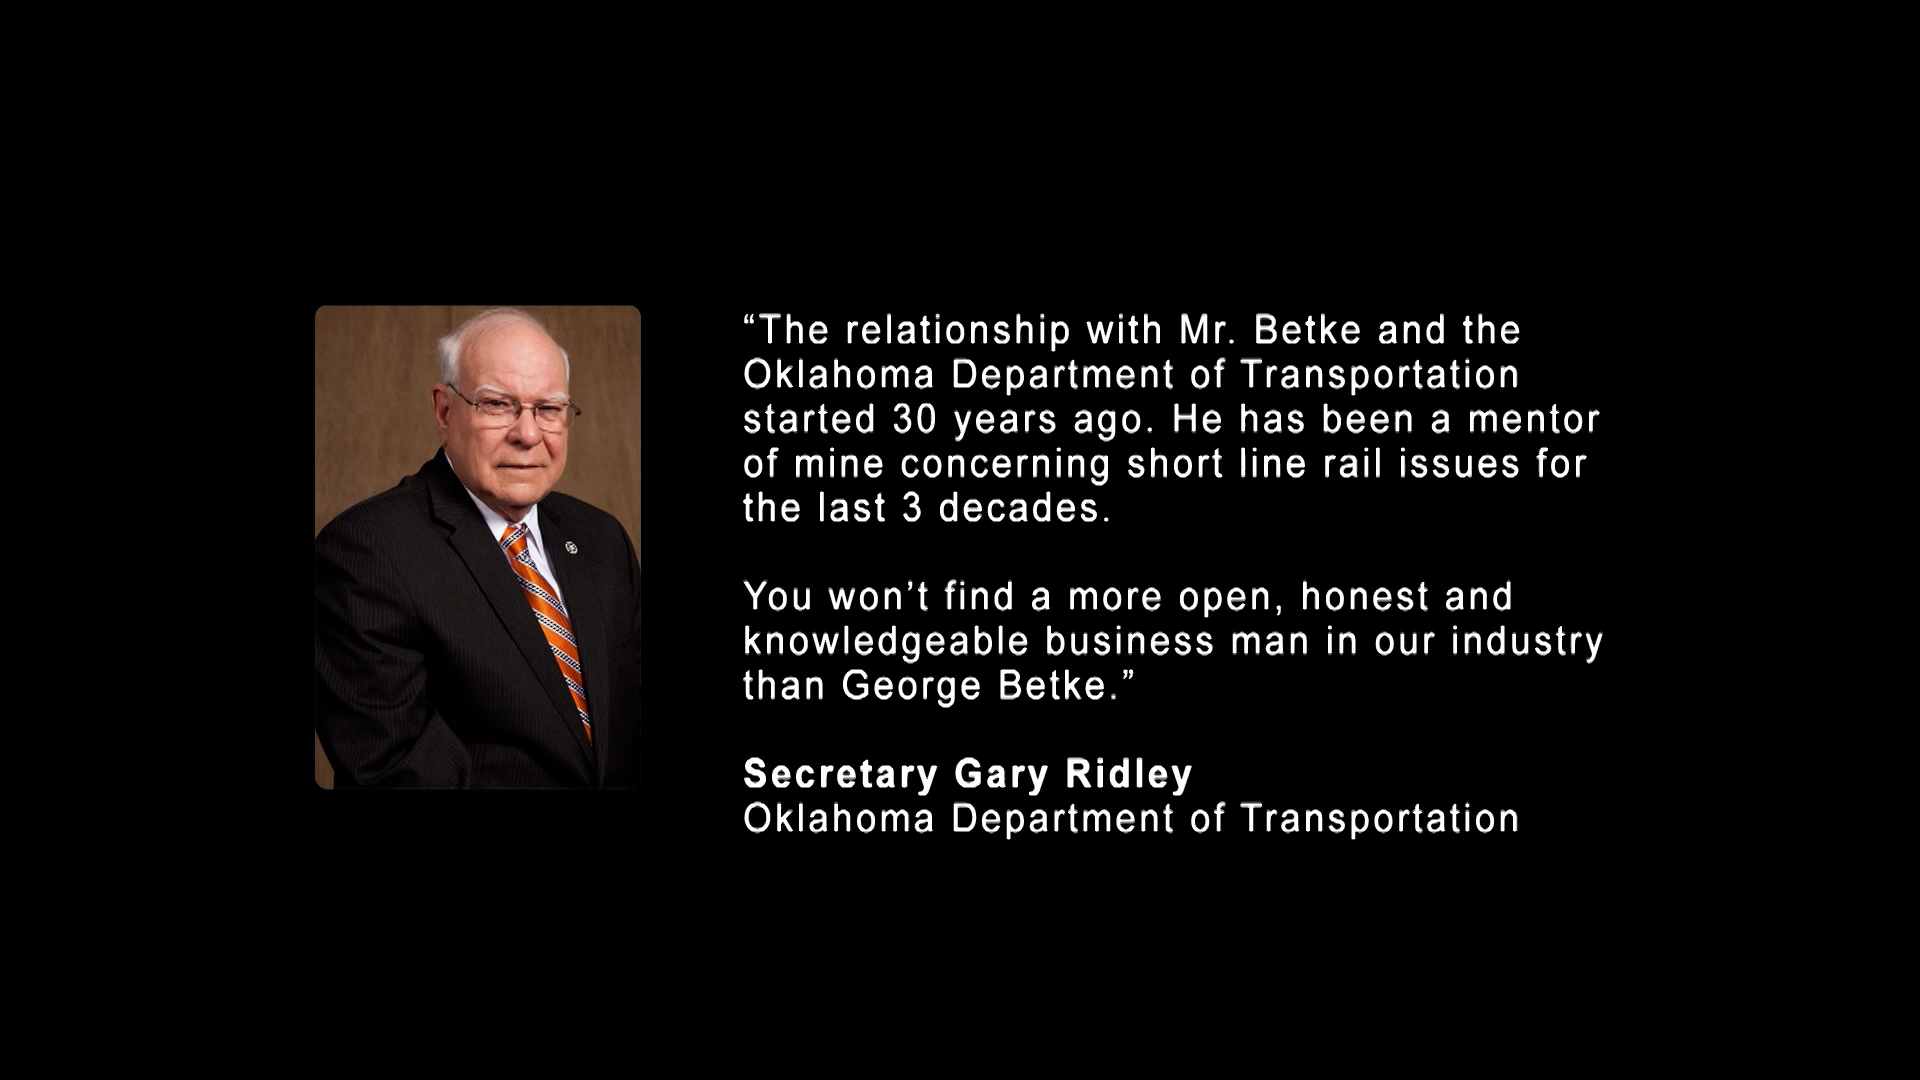 “The relationship with Mr. Betke and the
Oklahoma Department of Transportation
started 30 years ago. He has been a mentor
of mine concerning short line rail issues for
the last 3 decades.
You won’t find a more open, honest and
knowledgeable business man in our industry
than George Betke.”
Secretary Gary Ridley
Oklahoma Department of Transportation